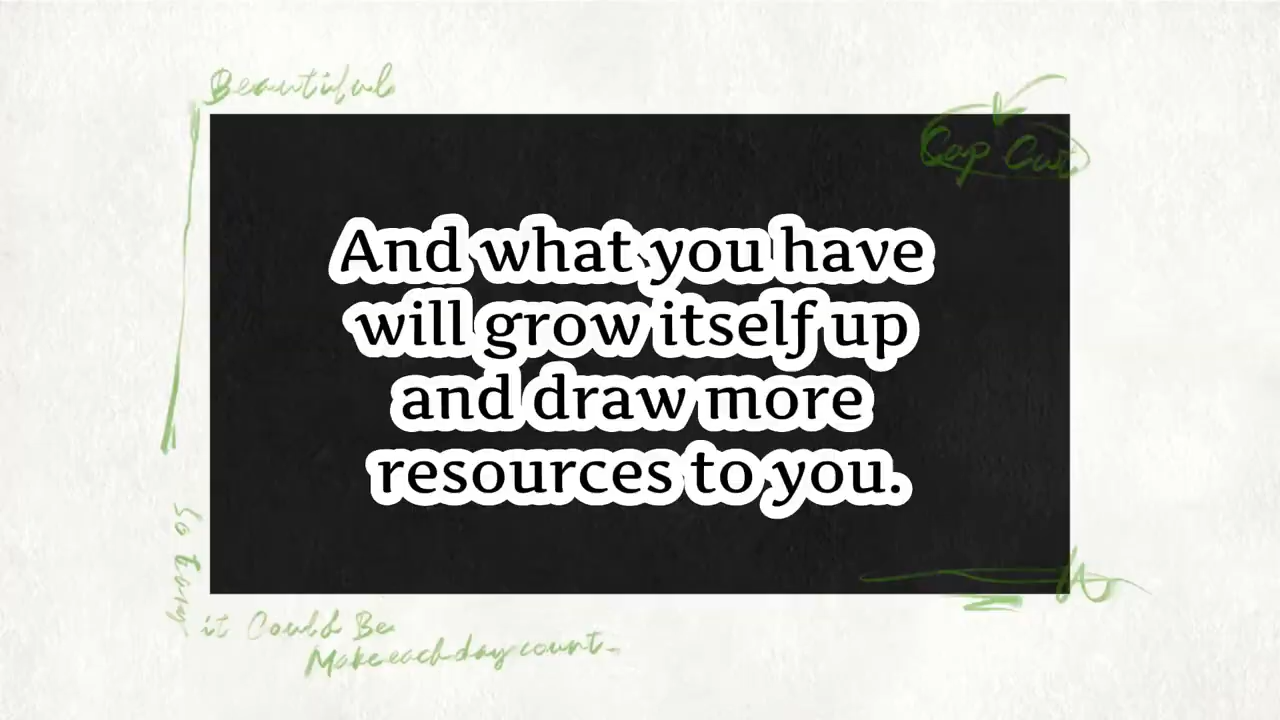 Beautiful
Cap Cut
And what you have
will grow itself up
and draw more
resources to you.
So Easy
it Could Be
Make each day count.